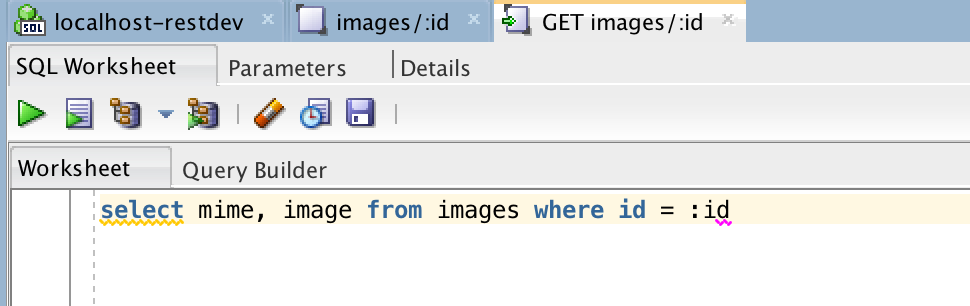 SQL localhost-restdev images/:id GET images/:id
SQL Worksheet Parameters Details
Worksheet Query Builder
select mime, image from images where id = :id